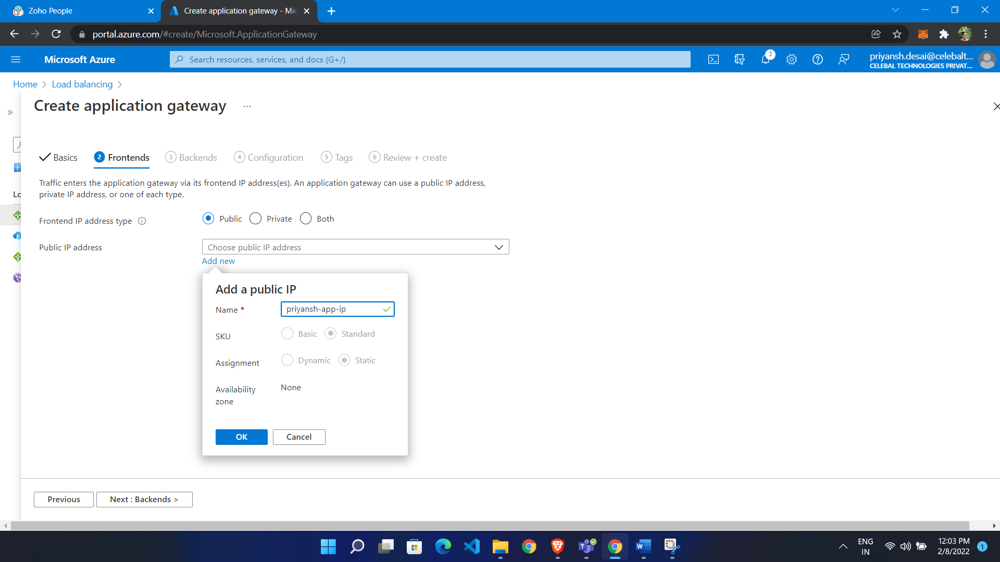 Zoho People
Create application gateway - Mic
portal.azure.com/#create/Microsoft.ApplicationGateway
Microsoft Azure
Search resources, services, and docs (G+/)
3
priyansh.desai@celebalt...
CELEBAL TECHNOLOGIES PRIVAT...
Home > Load balancing >
Create application gateway ...
Lo
Basics
2 Frontends
3 Backends
4 Configuration
5 Tags
6 Review + create
Traffic enters the application gateway via its frontend IP address(es). An application gateway can use a public IP address,
private IP address, or one of each type.
Frontend IP address type
Public
Private
Both
Public IP address
Choose public IP address
Add new
Add a public IP
Name *
priyansh-app-ip
SKU
Basic
Standard
Assignment
Dynamic
Static
Availability
zone
None
OK
Cancel
Previous
Next : Backends >
ENG
IN
12:03 PM
2/8/2022
1